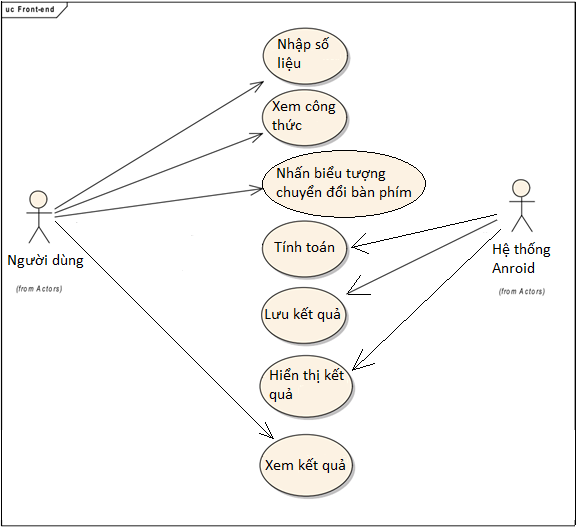 uc Front-end
Nhập số
liệu
Xem công
thức
Nhấn biểu tượng
chuyển đổi bàn phím
Người dùng
(from Actors)
Tính toán
Hệ thống
Anroid
(from Actors)
Lưu kết quả
Hiển thị kết
quả
Xem kết quả